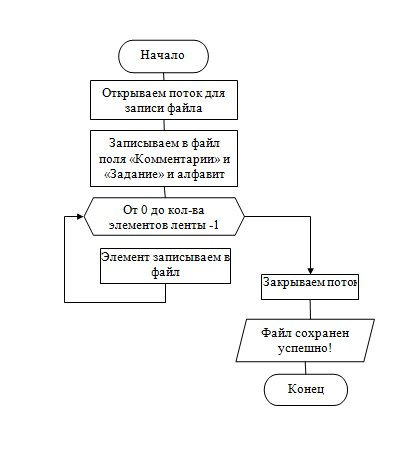 Начало
Открываем поток для
записи файла
Записываем в файл
поля «Комментарии» и
«Задание» и алфавит
От 0 до кол-ва
элементов ленты -1
Элемент записываем в
файл
Закрываем поток
Файл сохранен
успешно!
Конец